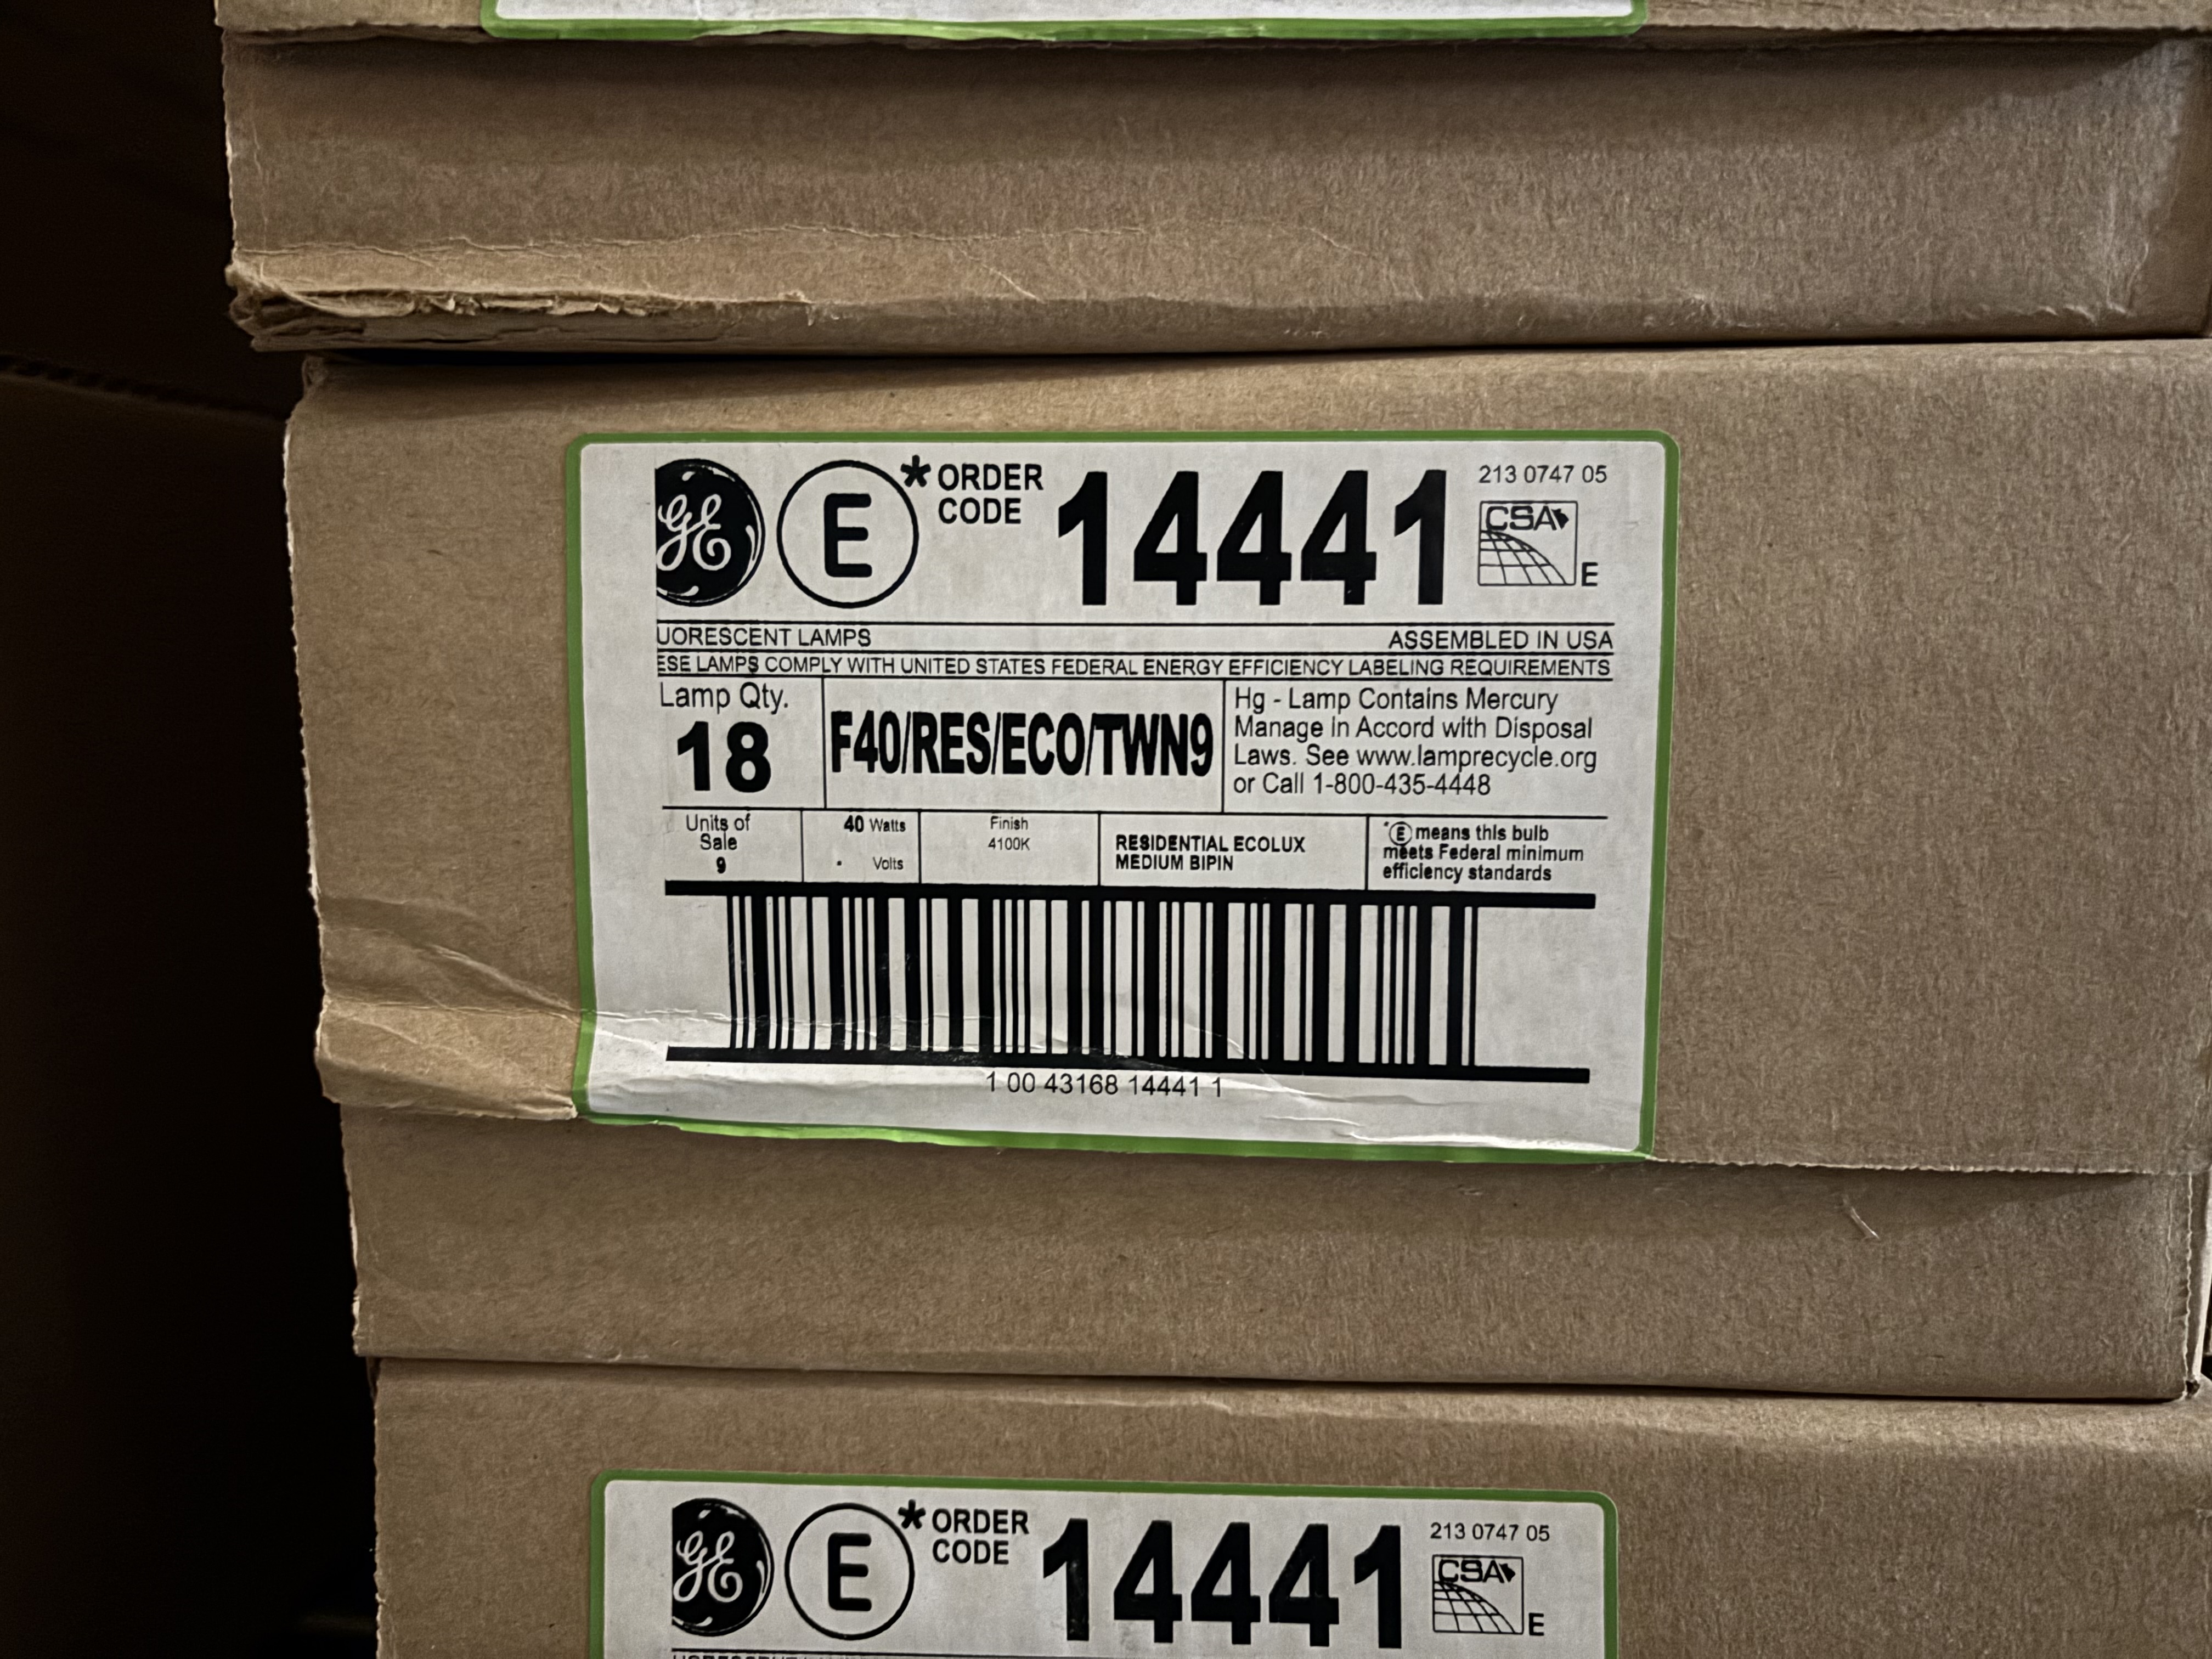 GE E * ORDER CODE 14441 213 0747 05
CSA E
UORESCENT LAMPS ASSEMBLED IN USA
ESE LAMPS COMPLY WITH UNITED STATES FEDERAL ENERGY EFFICIENCY LABELING REQUIREMENTS
Lamp Qty.
18
F40/RES/ECO/TWN9
Hg - Lamp Contains Mercury
Manage In Accord with Disposal
Laws. See www.lamprecycle.org
or Call 1-800-435-4448
Units of
Sale
9
40 Watts
. Volts
Finish
4100K
RESIDENTIAL ECOLUX
MEDIUM BIPIN
*E means this bulb
meets Federal minimum
efficiency standards
1 00 43168 14441 1
GE E * ORDER CODE 14441 213 0747 05
CSA E